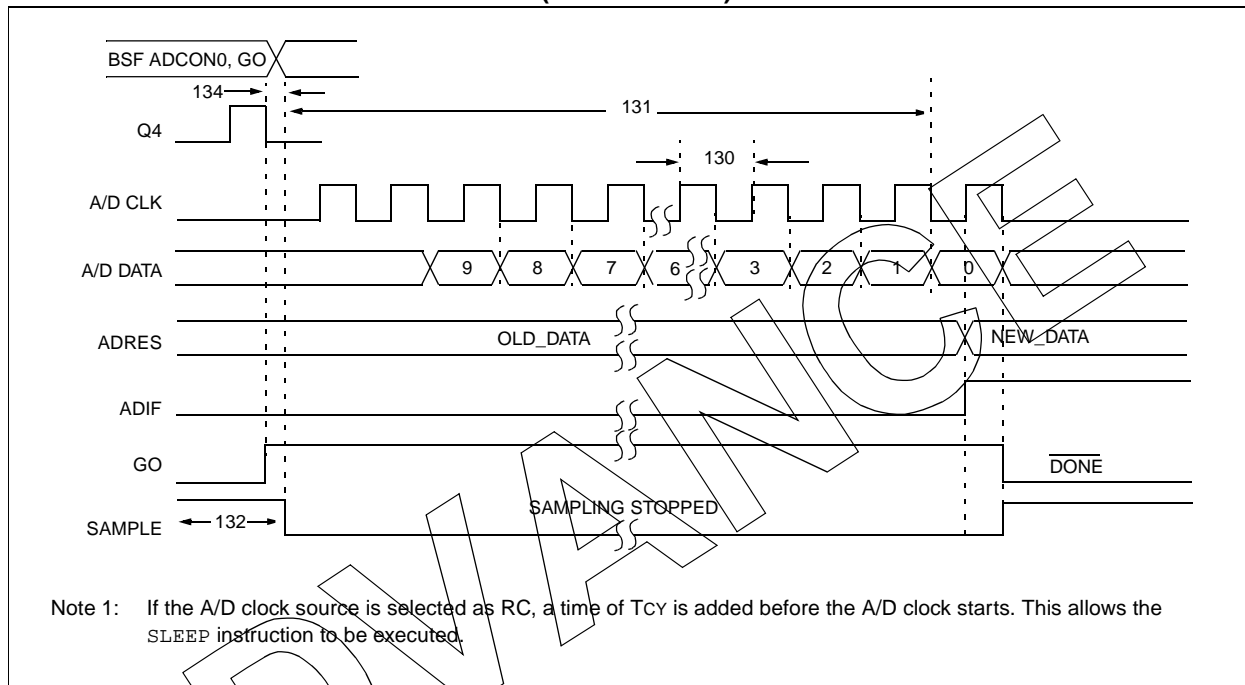 BSF ADCON0, GO
134
131
Q4
130
A/D CLK
A/D DATA 9 8 7 6 3 2 1 0
ADRES OLD_DATA NEW_DATA
ADIF
GO DONE
SAMPLING STOPPED
132
SAMPLE
Note 1: If the A/D clock source is selected as RC, a time of TCY is added before the A/D clock starts. This allows the
SLEEP instruction to be executed.
DVANCE